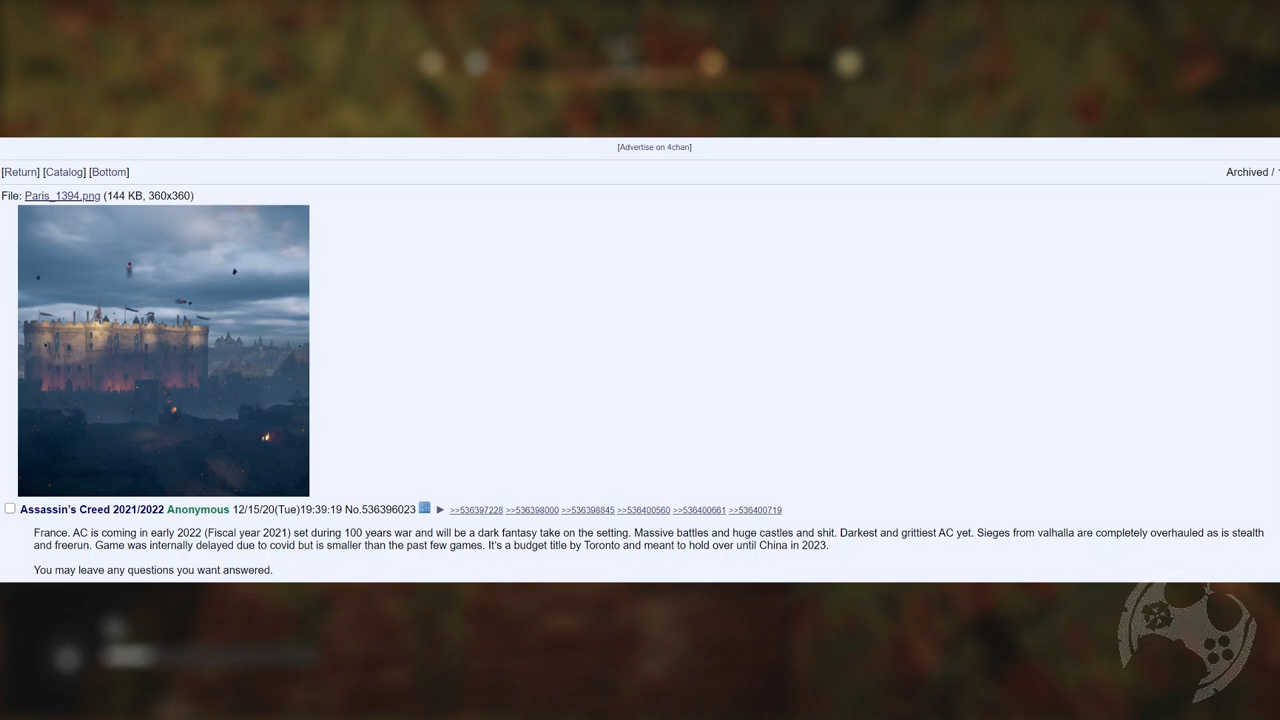 [Advertise on 4chan]
[Return] [Catalog] [Bottom]
Archived /
File: Paris_1394.png (144 KB, 360x360)
Assassin's Creed 2021/2022 Anonymous 12/15/20(Tue)19:39:19 No.536396023 ▶ >>536397228 >>536398000 >>536398845 >>536400560 >>536400661 >>536400719
France. AC is coming in early 2022 (Fiscal year 2021) set during 100 years war and will be a dark fantasy take on the setting. Massive battles and huge castles and shit. Darkest and grittiest AC yet. Sieges from valhalla are completely overhauled as is stealth
and freerun. Game was internally delayed due to covid but is smaller than the past few games. It's a budget title by Toronto and meant to hold over until China in 2023.
You may leave any questions you want answered.